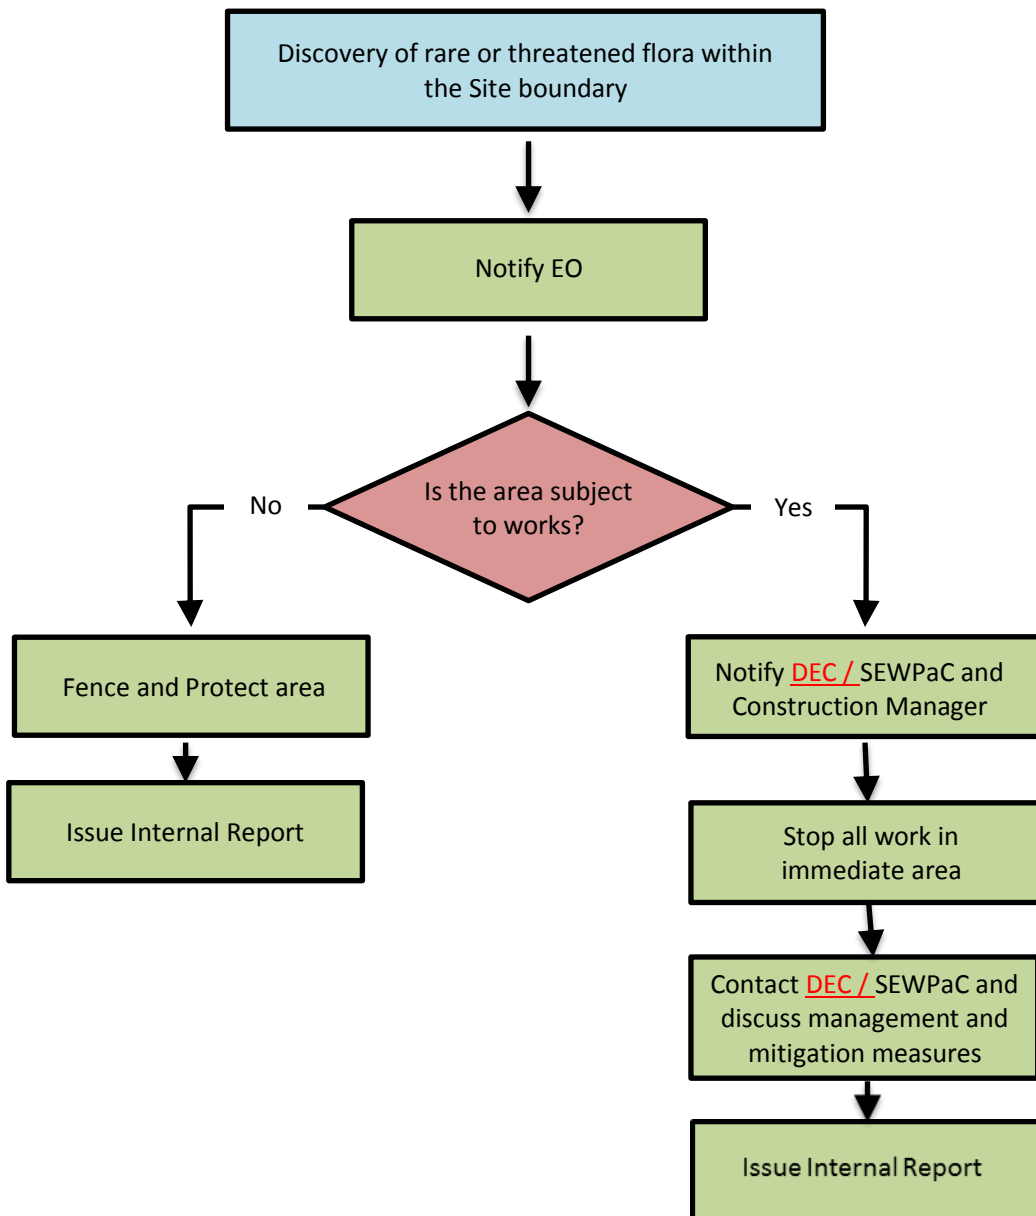 Discovery of rare or threatened flora within
the Site boundary
Notify EO
Is the area subject
to works?
No
Yes
Fence and Protect area
Issue Internal Report
Notify DEC / SEWPaC and
Construction Manager
Stop all work in
immediate area
Contact DEC / SEWPaC and
discuss management and
mitigation measures
Issue Internal Report